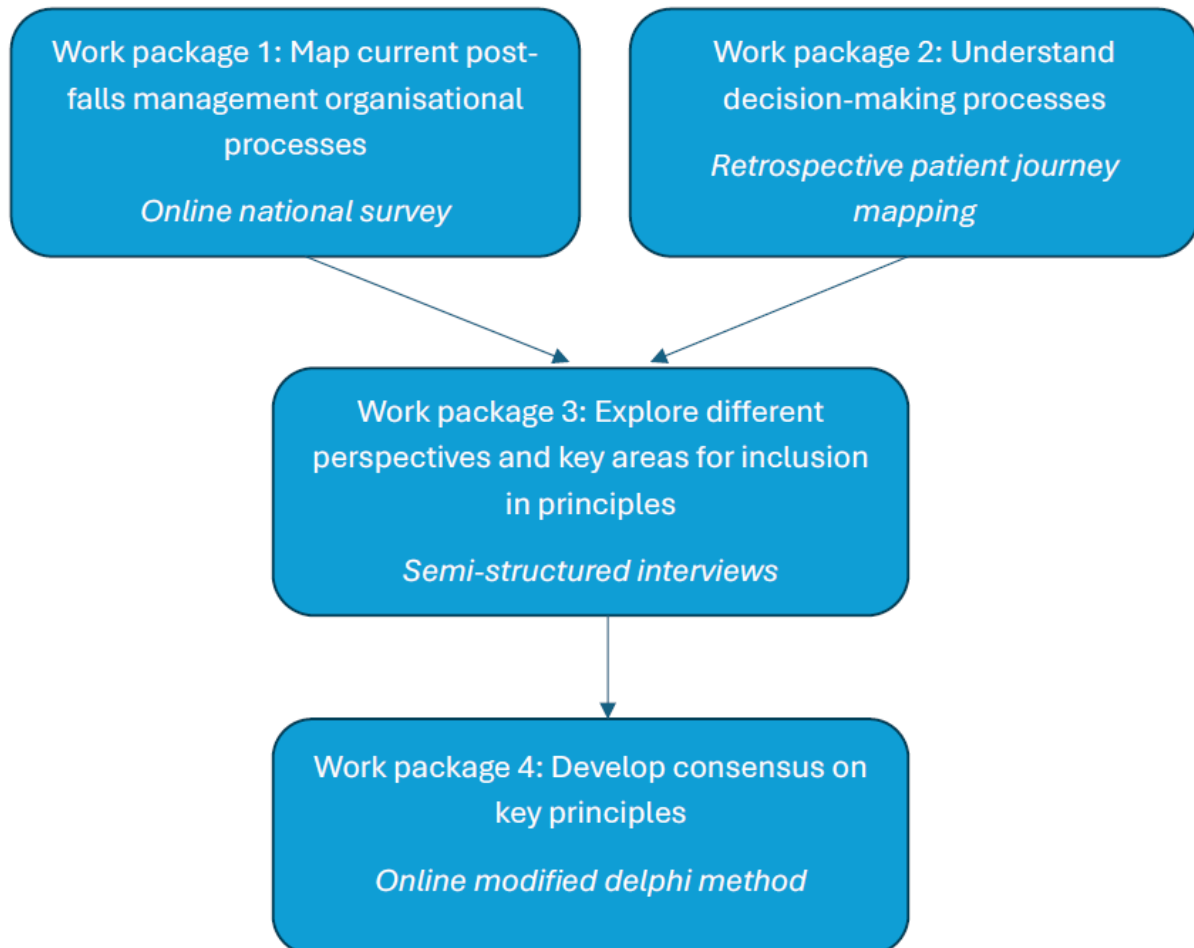 Work package 1: Map current post-
falls management organisational
processes
Online national survey
Work package 2: Understand
decision-making processes
Retrospective patient journey
mapping
Work package 3: Explore different
perspectives and key areas for inclusion
in principles
Semi-structured interviews
Work package 4: Develop consensus on
key principles
Online modified delphi method